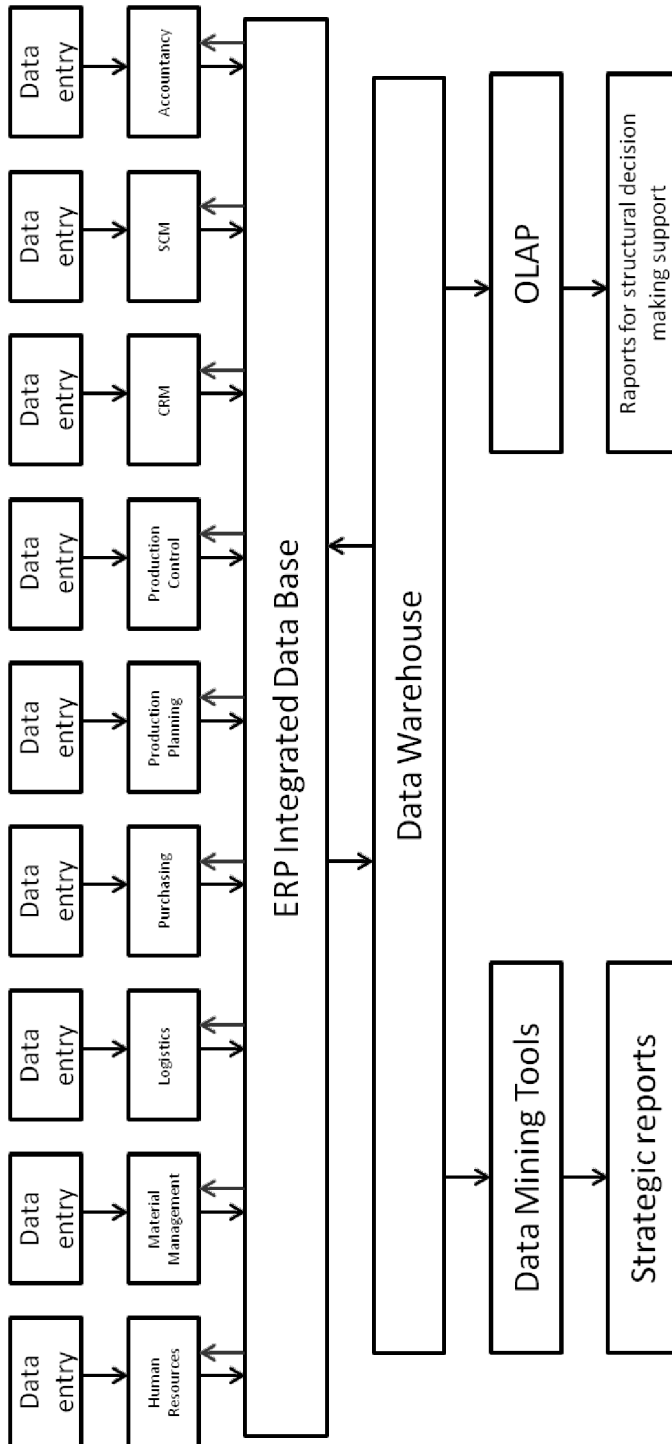 Data
entry
Data
entry
Data
entry
Data
entry
Data
entry
Data
entry
Data
entry
Data
entry
Data
entry
Human
Resources
Material
Management
Logistics
Purchasing
Production
Planning
Production
Control
CRM
SCM
Accountancy
ERP Integrated Data Base
Data Warehouse
Data Mining Tools
OLAP
Strategic reports
Raports for structural decision
making support